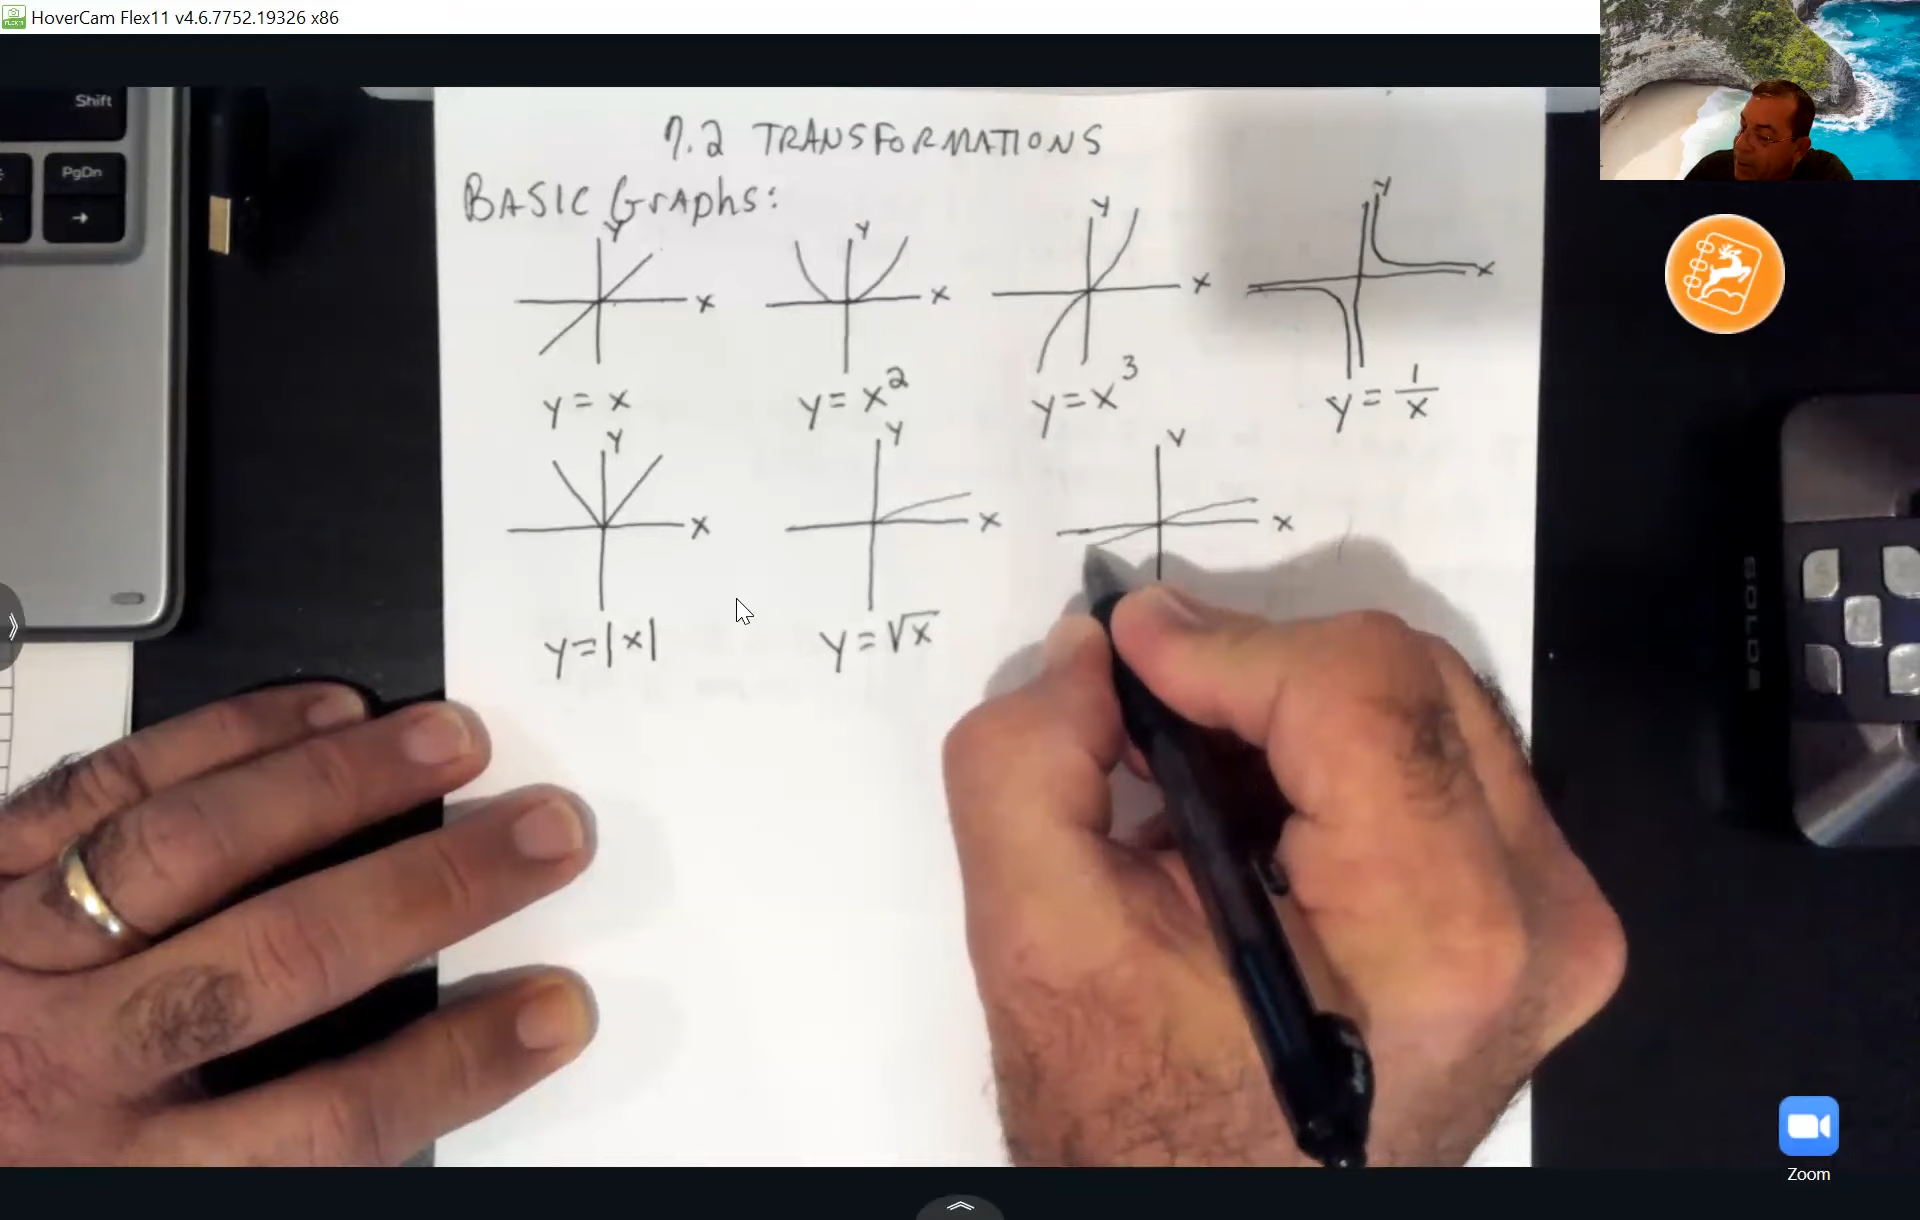 HoverCam Flex11 v4.6.7752.19326 x86
Shift
PgDn
7.2 TRANSFORMATIONS
BASIC GrAphs:
y y y y
x x x x
y = x y = x² y = x³ y = 1/x
y y y
x x x
y = |x| y = √x
Zoom